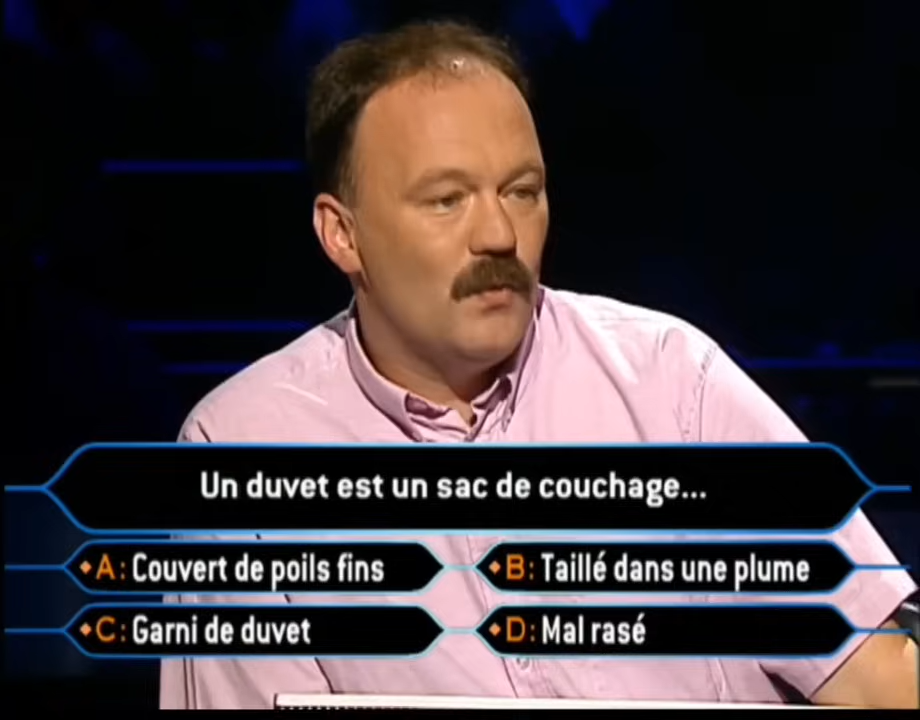 Un duvet est un sac de couchage...
A: Couvert de poils fins
B: Taillé dans une plume
C: Garni de duvet
D: Mal rasé